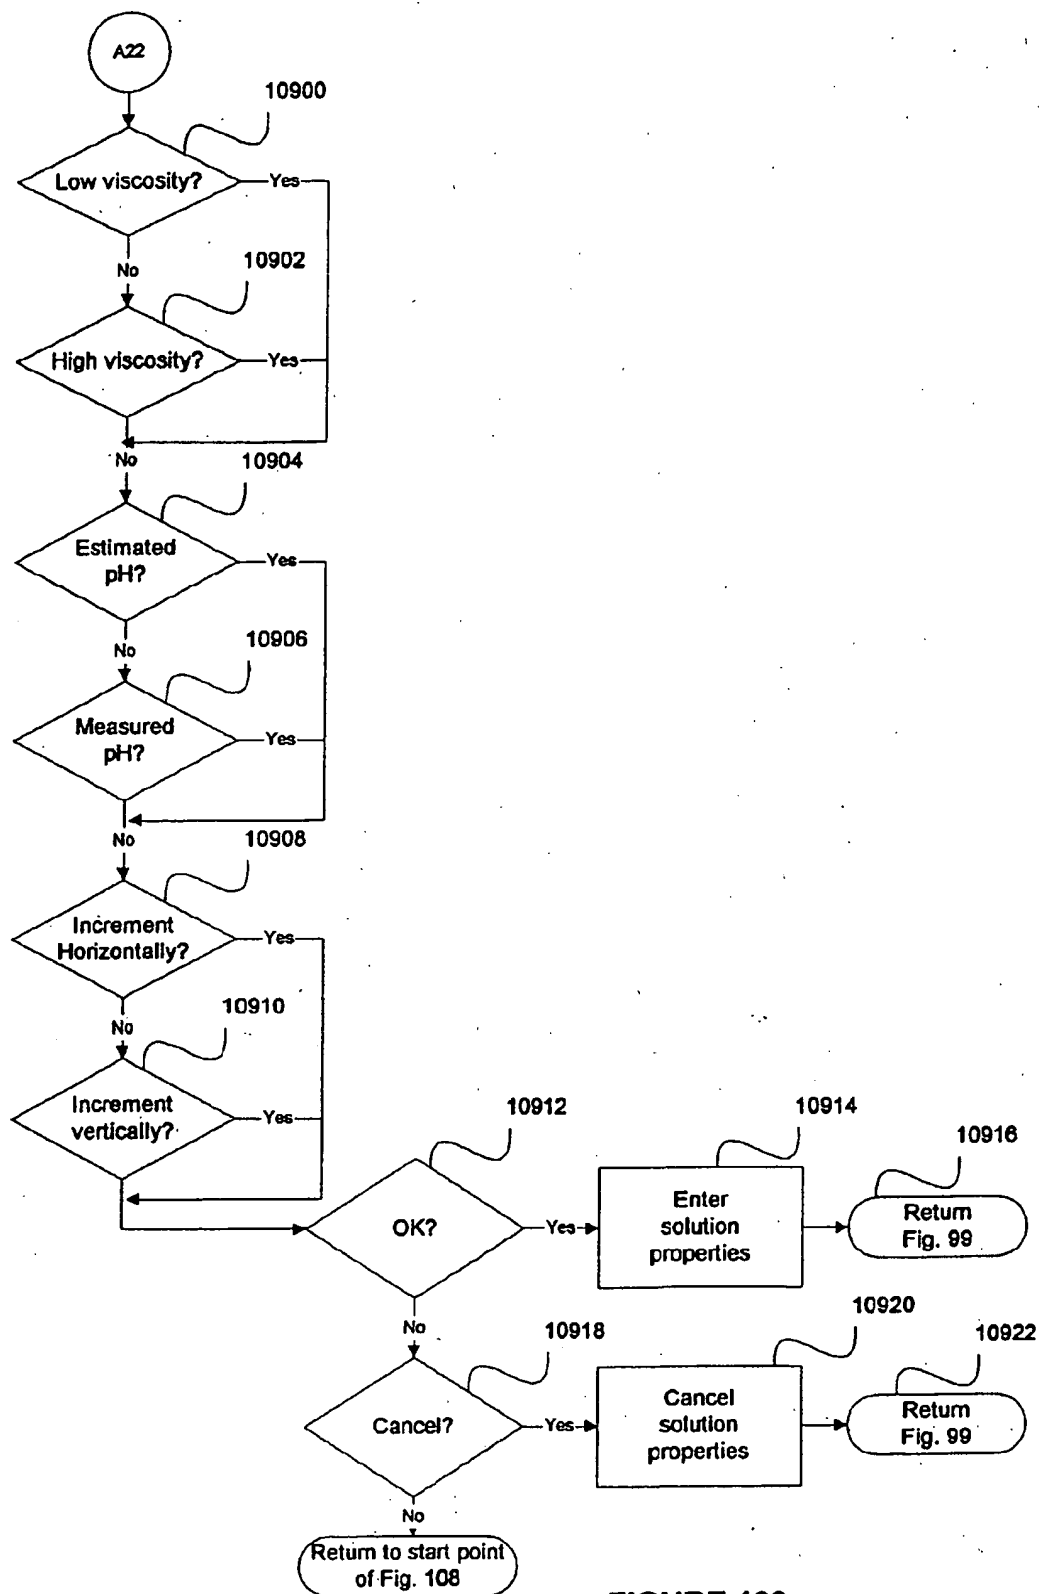 A22
10900
Low viscosity?
Yes
No
10902
High viscosity?
Yes
No
10904
Estimated
pH?
Yes
No
10906
Measured
pH?
Yes
No
10908
Increment
Horizontally?
Yes
No
10910
Increment
vertically?
Yes
10912
OK?
Yes
10914
Enter
solution
properties
10916
Return
Fig. 99
No
10918
Cancel?
Yes
10920
Cancel
solution
properties
10922
Return
Fig. 99
No
Return to start point
of Fig. 108